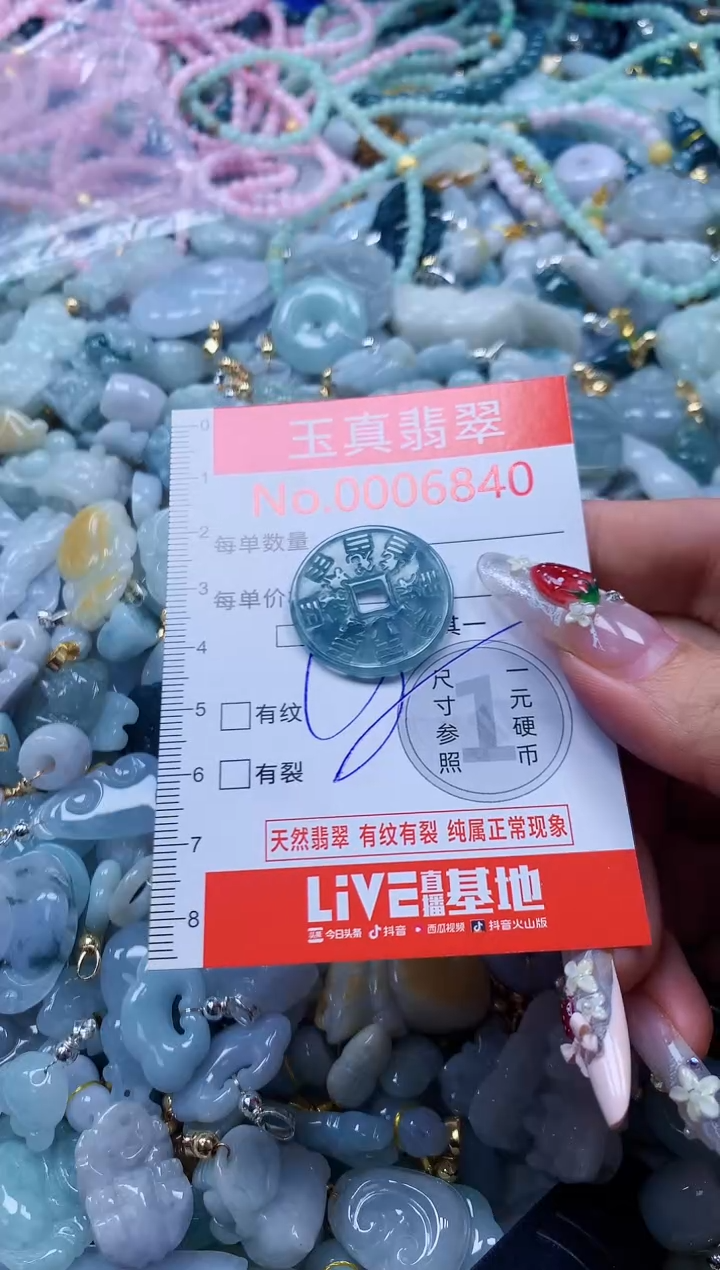 玉真翡翠
No.0006840
每单数量
每单价
其一
有纹
有裂
尺寸参照
一元硬币
1
天然翡翠 有纹有裂 纯属正常现象
LiVE直播基地
头条 今日头条 抖音 西瓜视频 抖音火山版
0
1
2
3
4
5
6
7
8